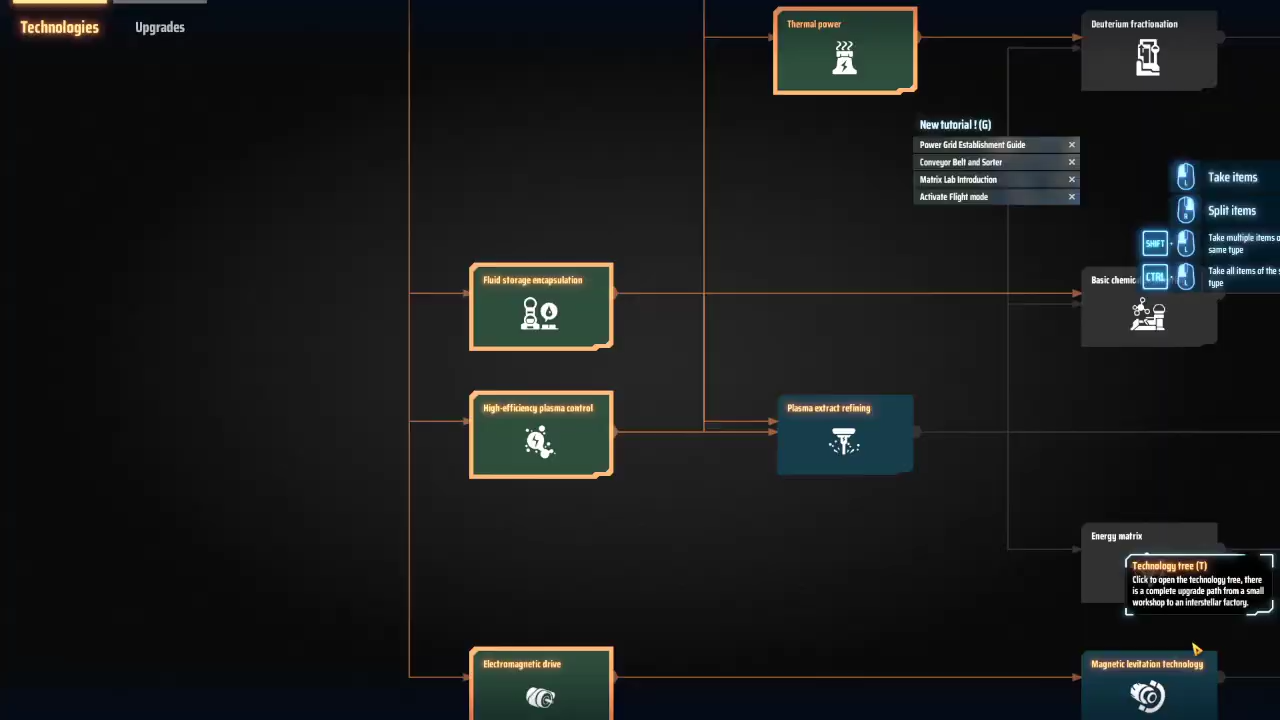 Technologies
Upgrades
Thermal power
Deuterium fractionation
New tutorial ! (G)
Power Grid Establishment Guide
Conveyor Belt and Sorter
Matrix Lab Introduction
Activate Flight mode
L
Take items
R
Split items
SHIFT
L
Take multiple items o
same type
CTRL
L
Take all items of the s
type
Fluid storage encapsulation
Basic chemic
High-efficiency plasma control
Plasma extract refining
Energy matrix
Technology tree (T)
Click to open the technology tree, there
is a complete upgrade path from a small
workshop to an interstellar factory.
Electromagnetic drive
Magnetic levitation technology